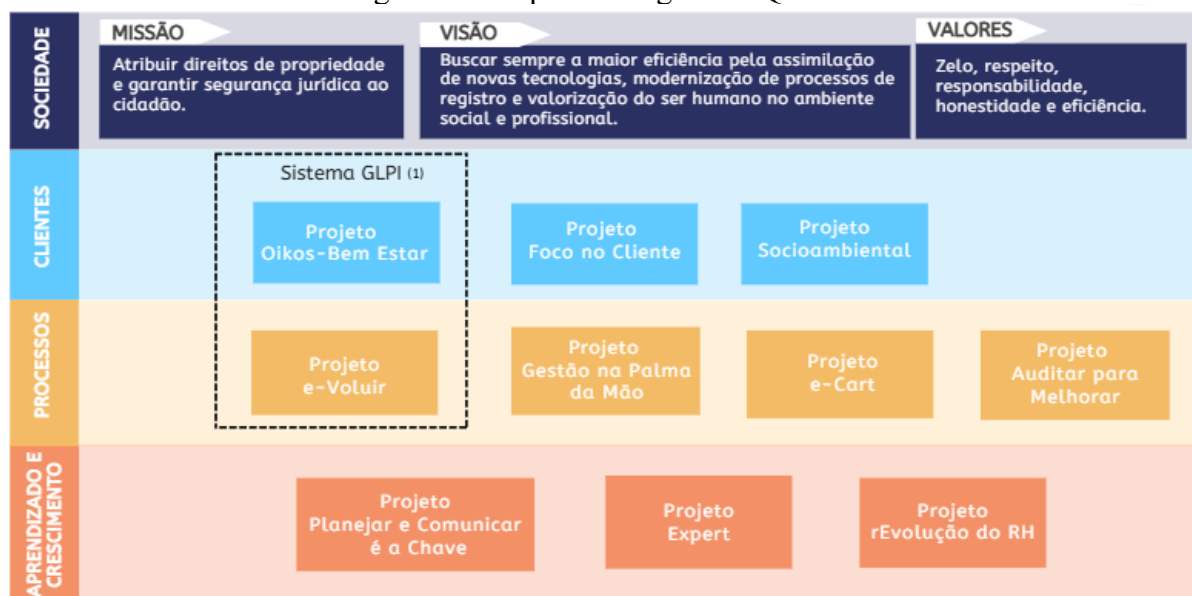 SOCIEDADE
MISSÃO
Atribuir direitos de propriedade
e garantir segurança jurídica ao
cidadão.
VISÃO
Buscar sempre a maior eficiência pela assimilação
de novas tecnologias, modernização de processos de
registro e valorização do ser humano no ambiente
social e profissional.
VALORES
Zelo, respeito,
responsabilidade,
honestidade e eficiência.
CLIENTES
Sistema GLPI (1)
Projeto
Oikos-Bem Estar
Projeto
Foco no Cliente
Projeto
Socioambiental
PROCESSOS
Projeto
e-Voluir
Projeto
Gestão na Palma
da Mão
Projeto
e-Cart
Projeto
Auditar para
Melhorar
APRENDIZADO E
CRESCIMENTO
Projeto
Planejar e Comunicar
é a Chave
Projeto
Expert
Projeto
rEvolução do RH